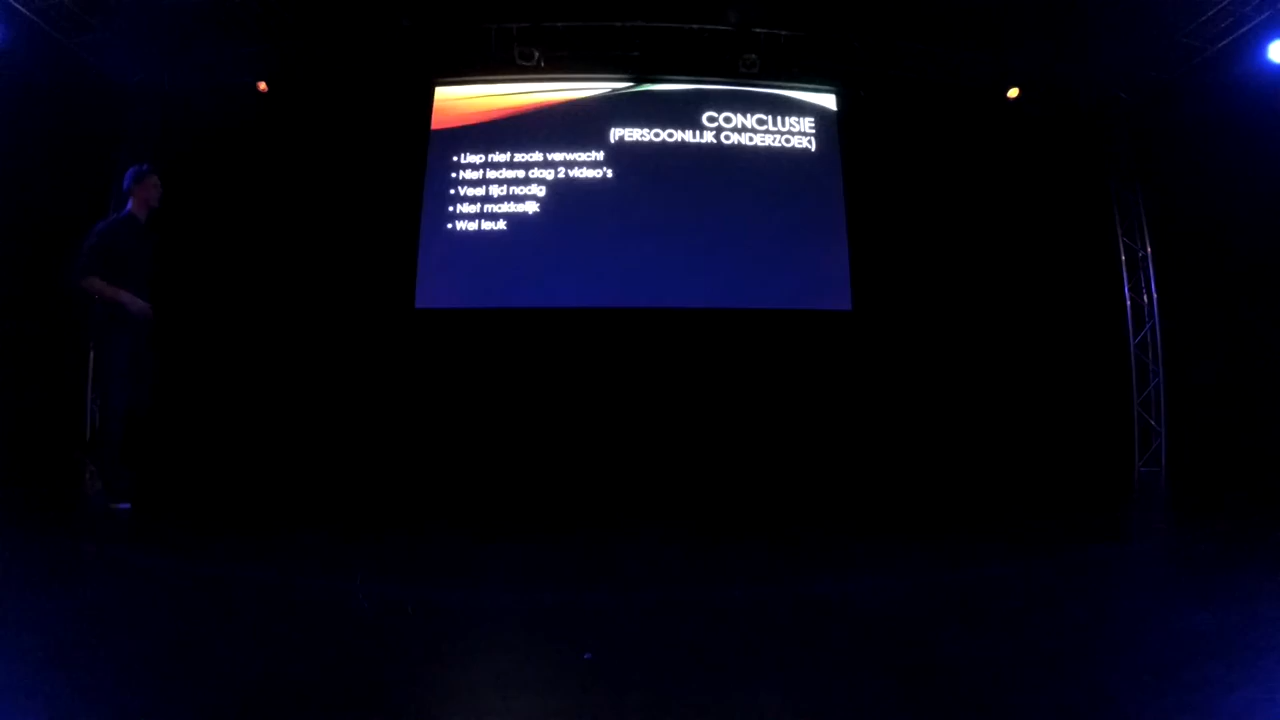 CONCLUSIE
(PERSOONLIJK ONDERZOEK)
• Liep niet zoals verwacht
• Niet iedere dag 2 video's
• Veel tijd nodig
• Niet makkelijk
• Wel leuk